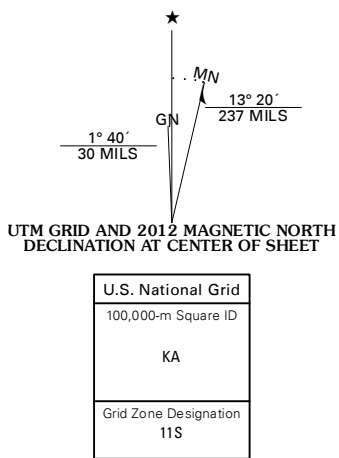 ★
MN
GN
13° 20´
237 MILS
1° 40´
30 MILS
UTM GRID AND 2012 MAGNETIC NORTH
DECLINATION AT CENTER OF SHEET
U.S. National Grid
100,000-m Square ID
KA
Grid Zone Designation
11S